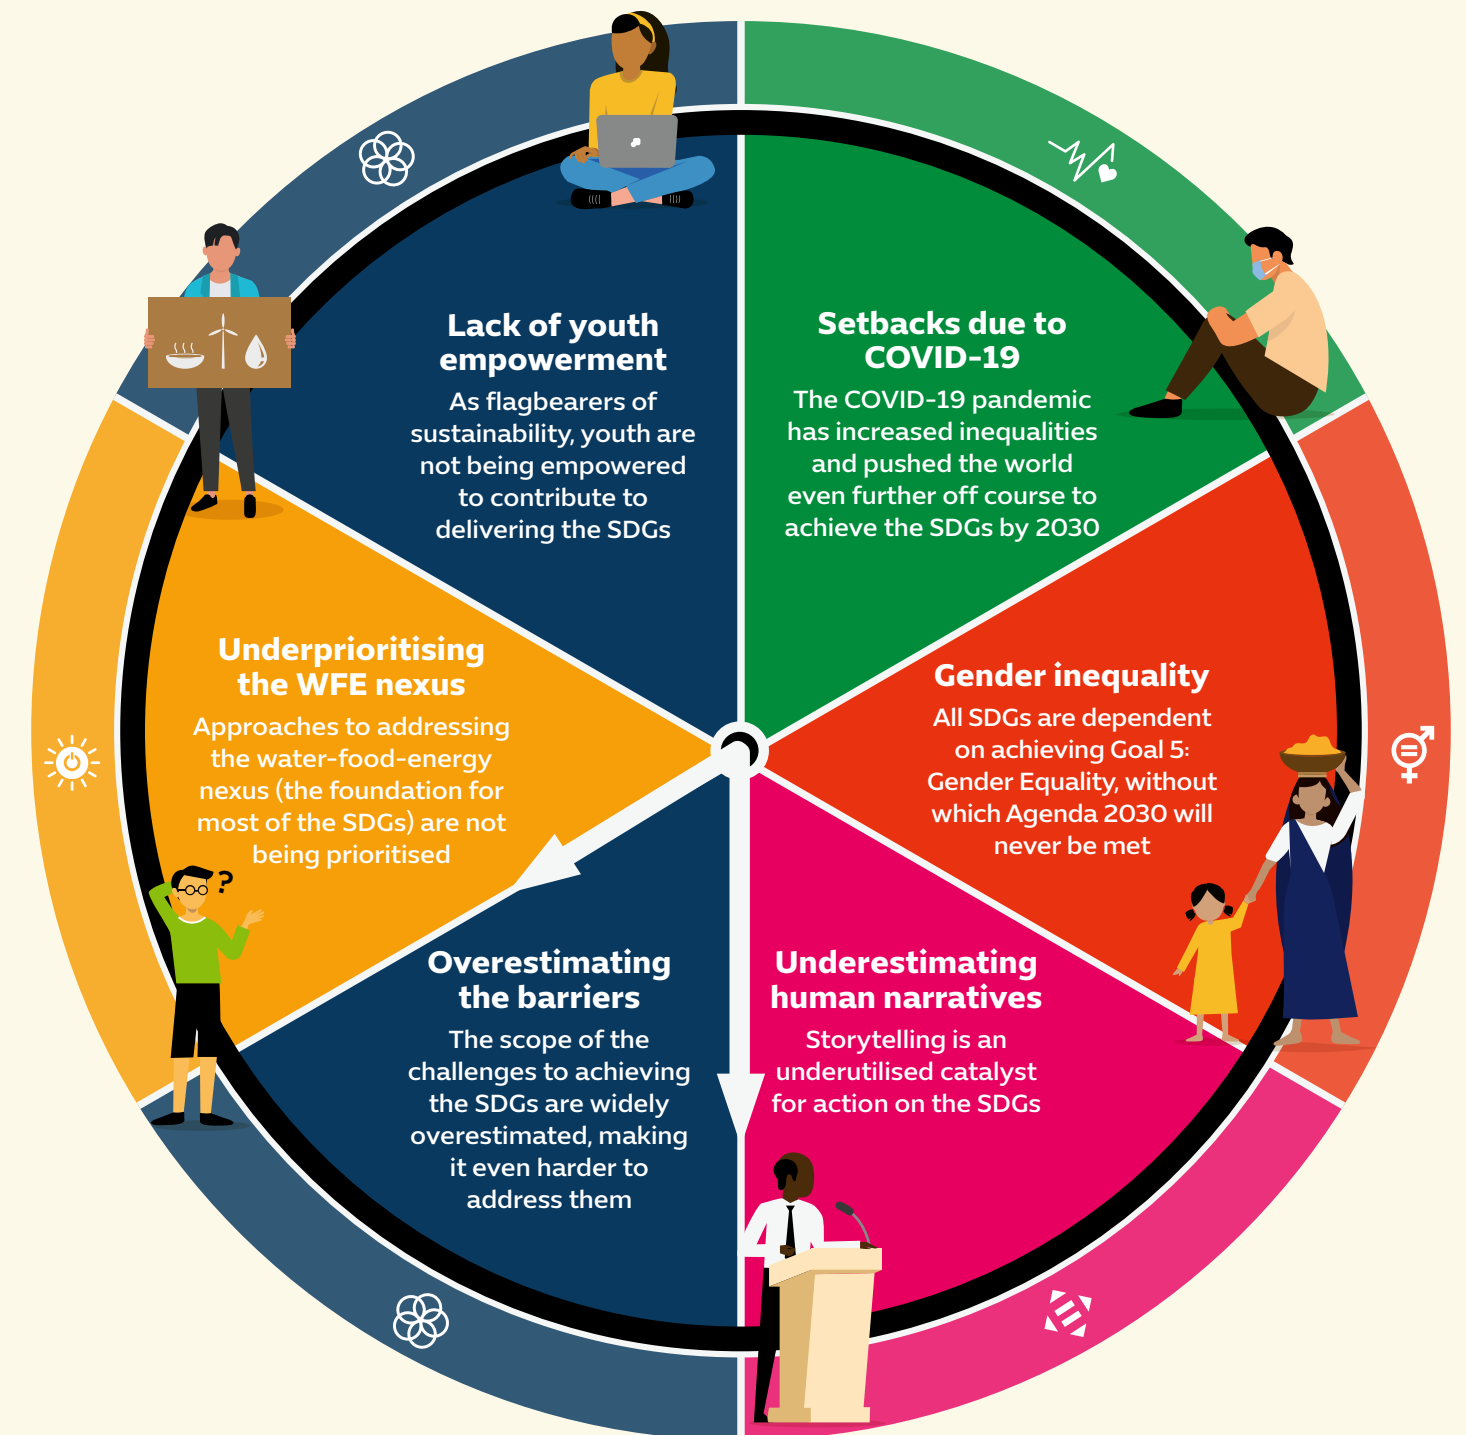 Lack of youth
empowerment
As flagbearers of
sustainability, youth are
not being empowered
to contribute to
delivering the SDGs
Setbacks due to
COVID-19
The COVID-19 pandemic
has increased inequalities
and pushed the world
even further off course to
achieve the SDGs by 2030
Underprioritising
the WFE nexus
Approaches to addressing
the water-food-energy
nexus (the foundation for
most of the SDGs) are not
being prioritised
?
Gender inequality
All SDGs are dependent
on achieving Goal 5:
Gender Equality, without
which Agenda 2030 will
never be met
Overestimating
the barriers
The scope of the
challenges to achieving
the SDGs are widely
overestimated, making
it even harder to
address them
Underestimating
human narratives
Storytelling is an
underutilised catalyst
for action on the SDGs